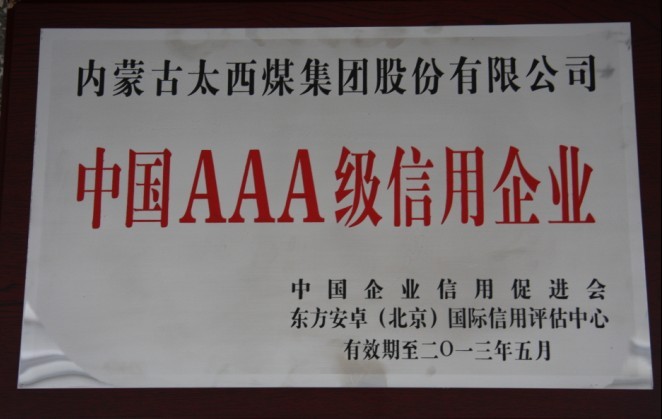 内蒙古太西煤集团股份有限公司
中国AAA级信用企业
中国企业信用促进会
东方安卓（北京）国际信用评估中心
有效期至二〇一三年五月